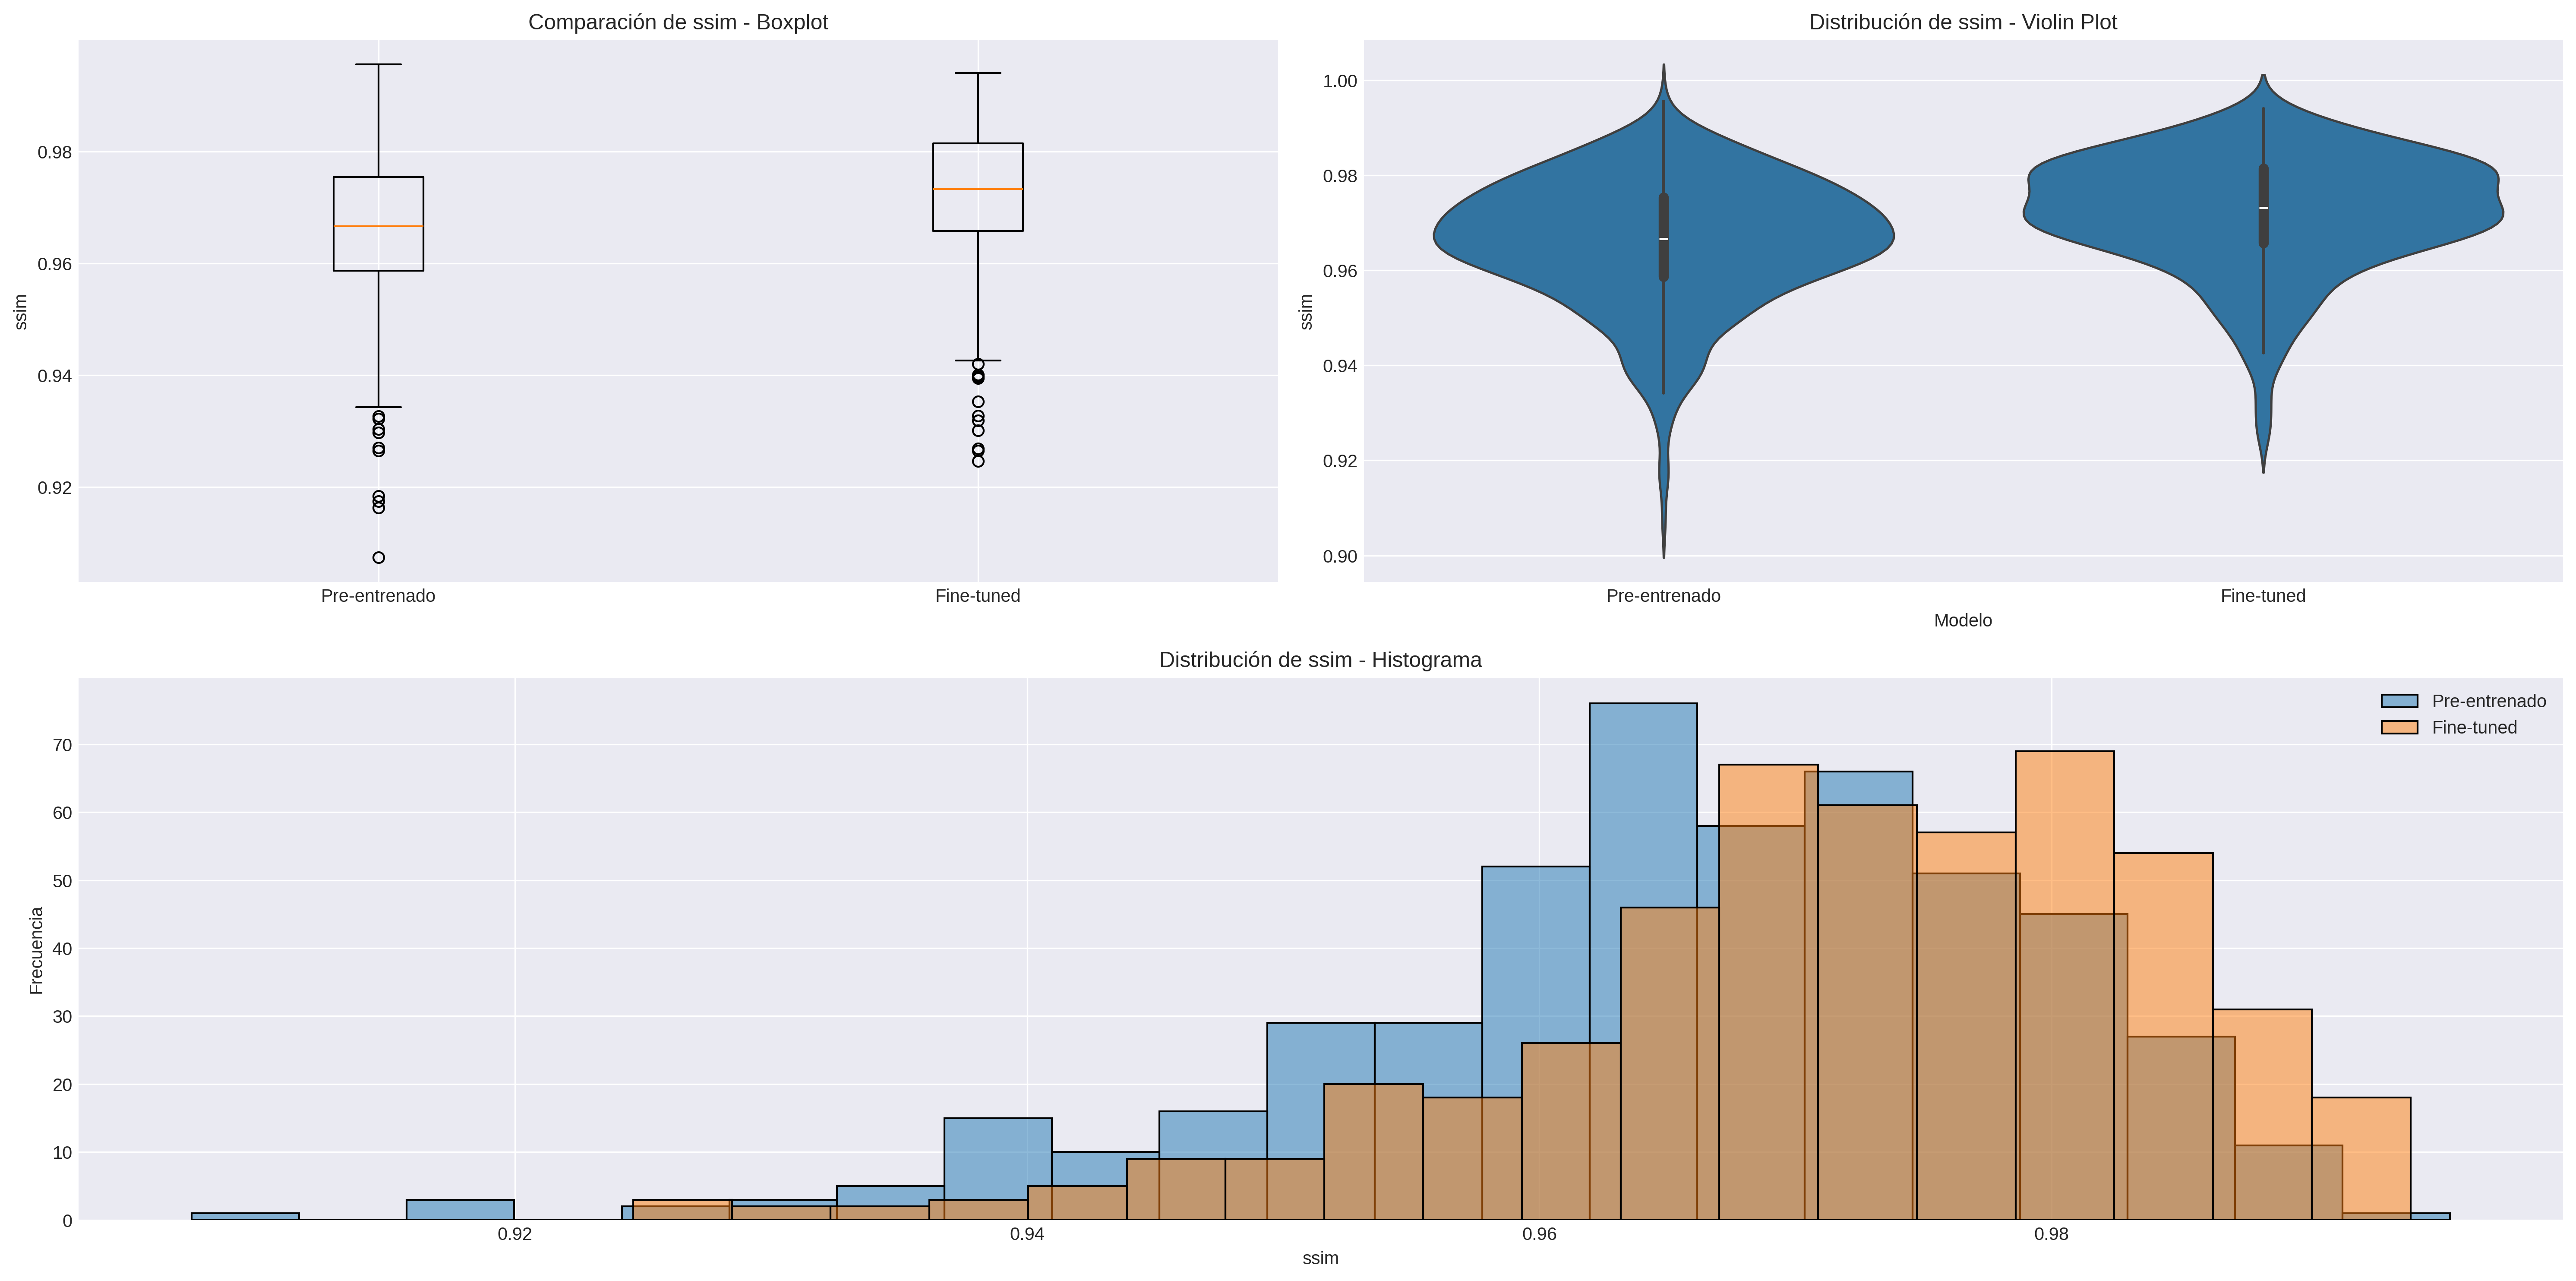 Comparación de ssim - Boxplot
ssim
0.98
0.96
0.94
0.92
Pre-entrenado
Fine-tuned
Distribución de ssim - Violin Plot
ssim
1.00
0.98
0.96
0.94
0.92
0.90
Pre-entrenado
Fine-tuned
Modelo
Distribución de ssim - Histograma
Frecuencia
70
60
50
40
30
20
10
0
0.92
0.94
0.96
0.98
ssim
Pre-entrenado
Fine-tuned